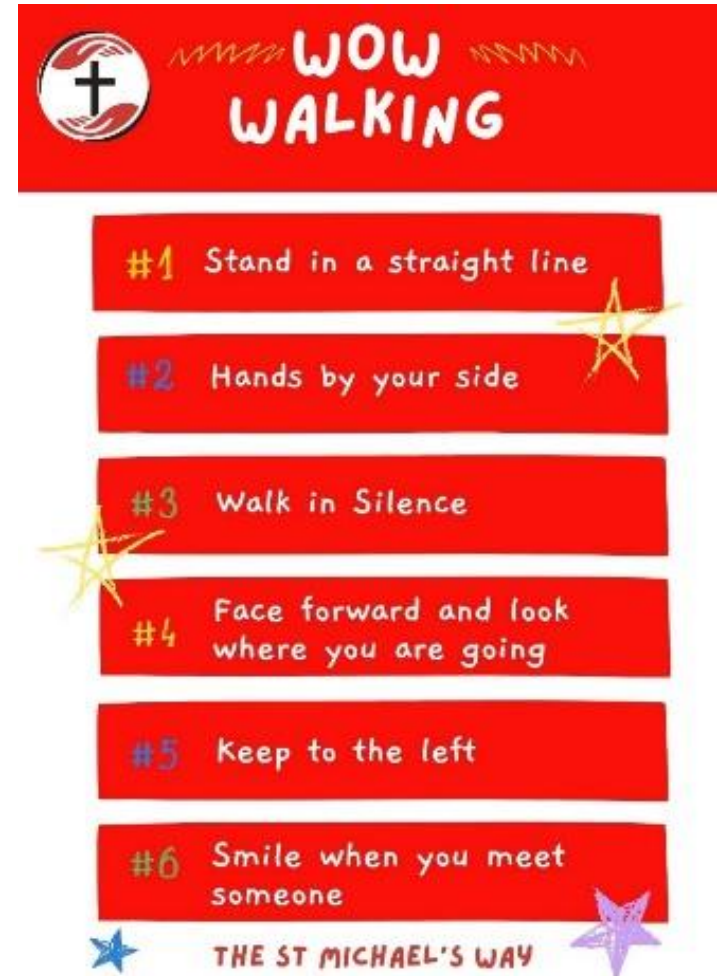 WOW
WALKING
#1 Stand in a straight line
#2 Hands by your side
#3 Walk in Silence
#4 Face forward and look
where you are going
#5 Keep to the left
#6 Smile when you meet
someone
THE ST MICHAEL'S WAY